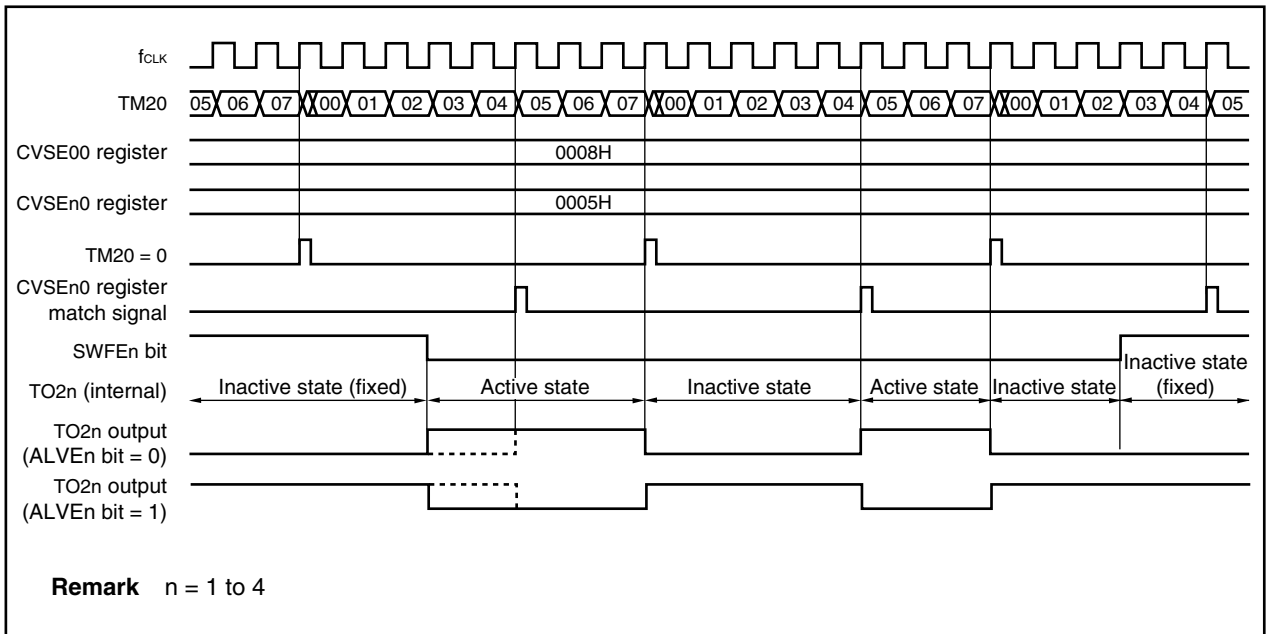 fCLK
TM20 05 06 07 00 01 02 03 04 05 06 07 00 01 02 03 04 05 06 07 00 01 02 03 04 05
CVSE00 register 0008H
CVSEn0 register 0005H
TM20 = 0
CVSEn0 register
match signal
SWFEn bit
TO2n (internal) Inactive state (fixed) Active state Inactive state Active state Inactive state Inactive state
(fixed)
TO2n output
(ALVEn bit = 0)
TO2n output
(ALVEn bit = 1)
Remark n = 1 to 4